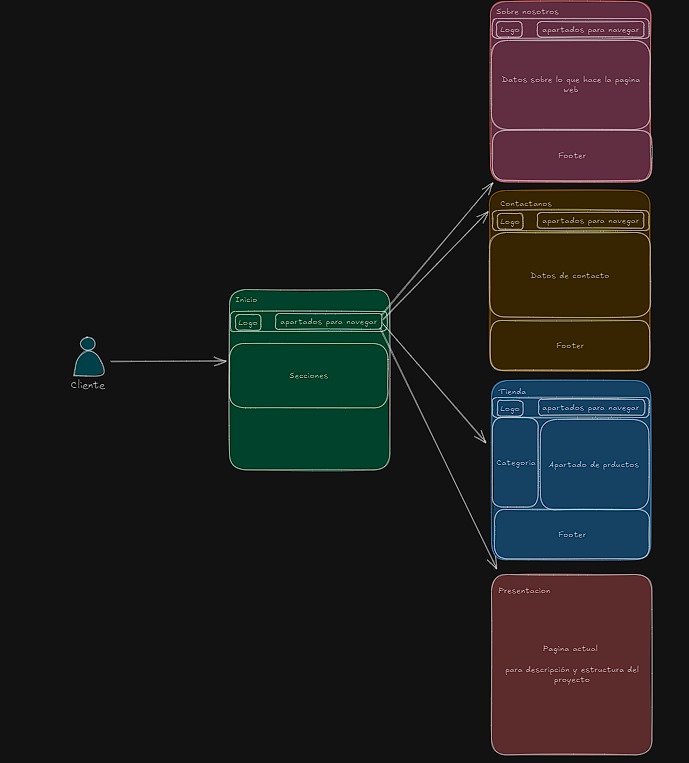 Sobre nosotros
Logo
apartados para navegar
Datos sobre lo que hace la pagina
web
Footer
Contactanos
Logo
apartados para navegar
Datos de contacto
Footer
Inicio
Logo
apartados para navegar
Secciones
Cliente
Tienda
Logo
apartados para navegar
Categoria
Apartado de prductos
Footer
Presentacion
Pagina actual
para descripción y estructura del
proyecto